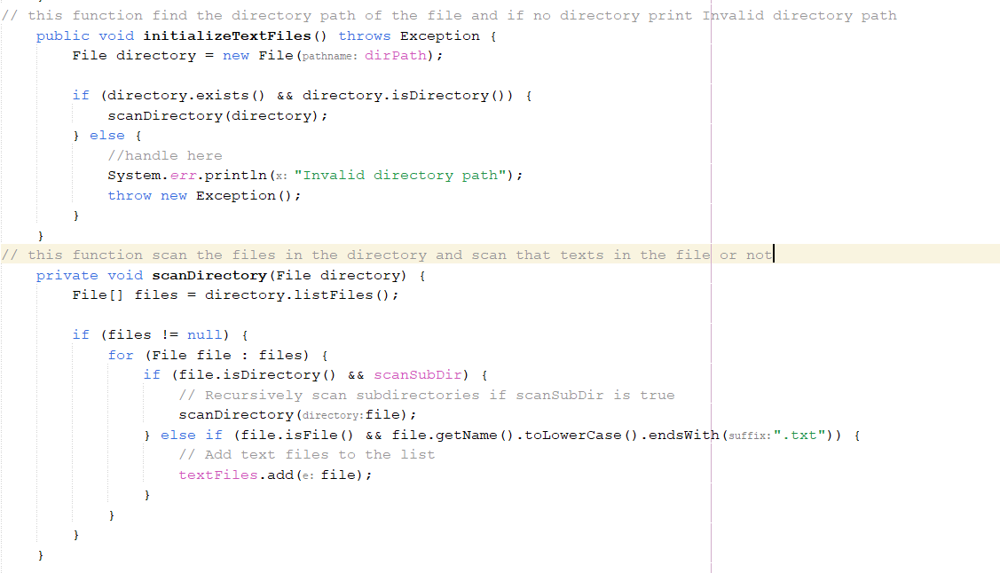 // this function find the directory path of the file and if no directory print Invalid directory path
public void initializeTextFiles() throws Exception {
File directory = new File(pathname: dirPath);
if (directory.exists() && directory.isDirectory()) {
scanDirectory(directory);
} else {
//handle here
System.err.println(x: "Invalid directory path");
throw new Exception();
}
}
// this function scan the files in the directory and scan that texts in the file or not
private void scanDirectory(File directory) {
File[] files = directory.listFiles();
if (files != null) {
for (File file : files) {
if (file.isDirectory() && scanSubDir) {
// Recursively scan subdirectories if scanSubDir is true
scanDirectory(directory:file);
} else if (file.isFile() && file.getName().toLowerCase().endsWith(suffix:".txt")) {
// Add text files to the list
textFiles.add(e: file);
}
}
}
}